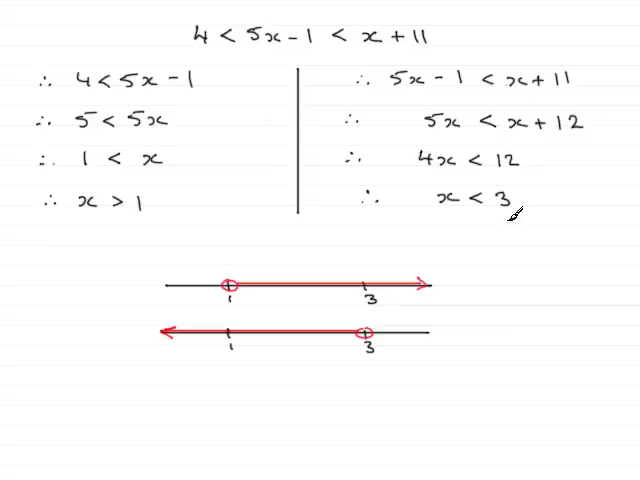 4 < 5x - 1 < x + 11
∴ 4 < 5x - 1
∴ 5 < 5x
∴ 1 < x
∴ x > 1
∴ 5x - 1 < x + 11
∴ 5x < x + 12
∴ 4x < 12
∴ x < 3
1 3
1 3